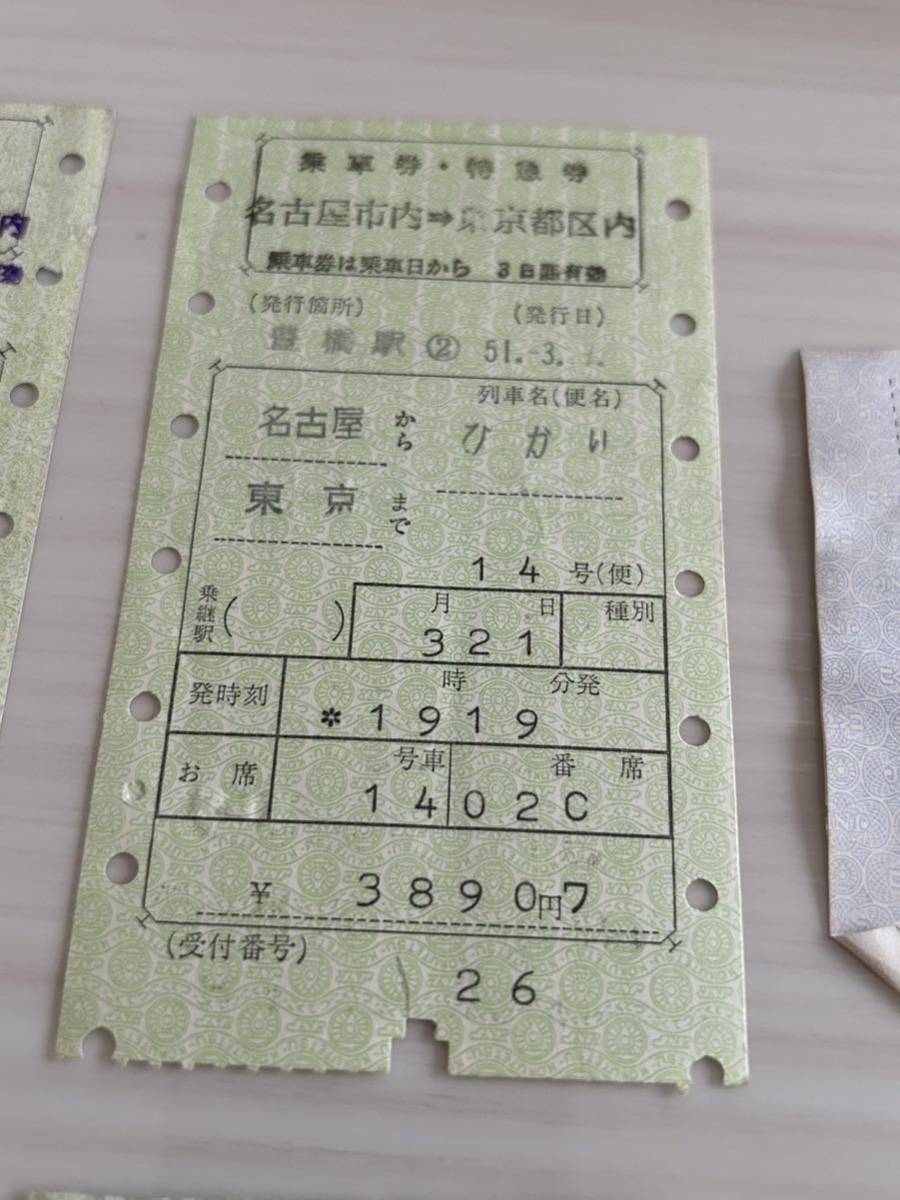 乗車券・特急券
名古屋市内➡東京都区内
乗車券は乗車日から 3日間有効
(発行箇所) (発行日)
豊橋駅 ② 51.-3.
列車名(便名)
名古屋 から ひかり
東京 まで
14 号(便)
乗継駅( ) 月 日 種別
321
発時刻 時 分発
*1919
お席 号車 番 席
14 02C
¥ 3890円7
(受付番号)
26
内